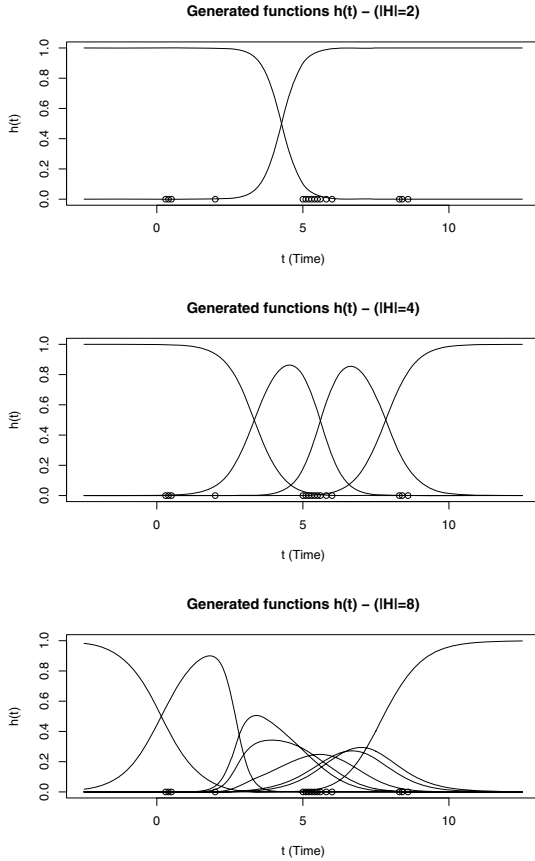 Generated functions h(t) − (|H|=2)
1.0
0.8
0.6
0.4
0.2
0.0
h(t)
0 5 10
t (Time)
Generated functions h(t) − (|H|=4)
1.0
0.8
0.6
0.4
0.2
0.0
h(t)
0 5 10
t (Time)
Generated functions h(t) − (|H|=8)
1.0
0.8
0.6
0.4
0.2
0.0
h(t)
0 5 10
t (Time)